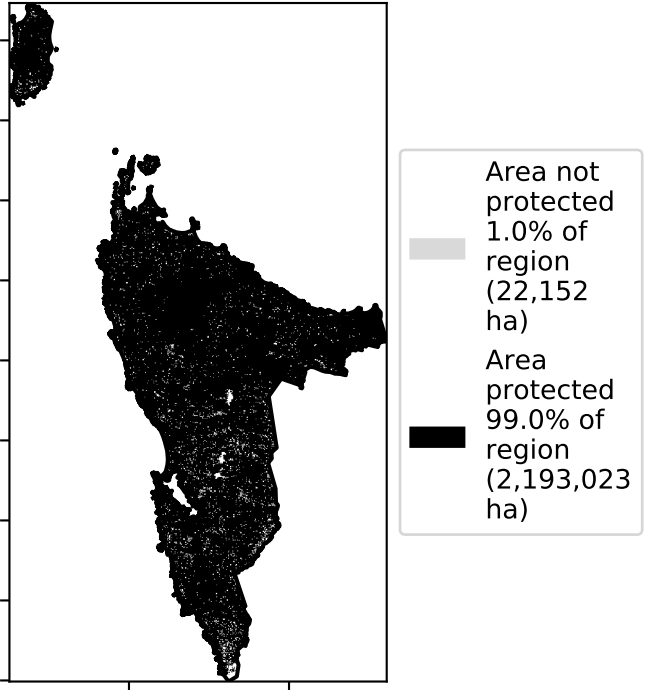 Area not
protected
1.0% of
region
(22,152
ha)
Area
protected
99.0% of
region
(2,193,023
ha)